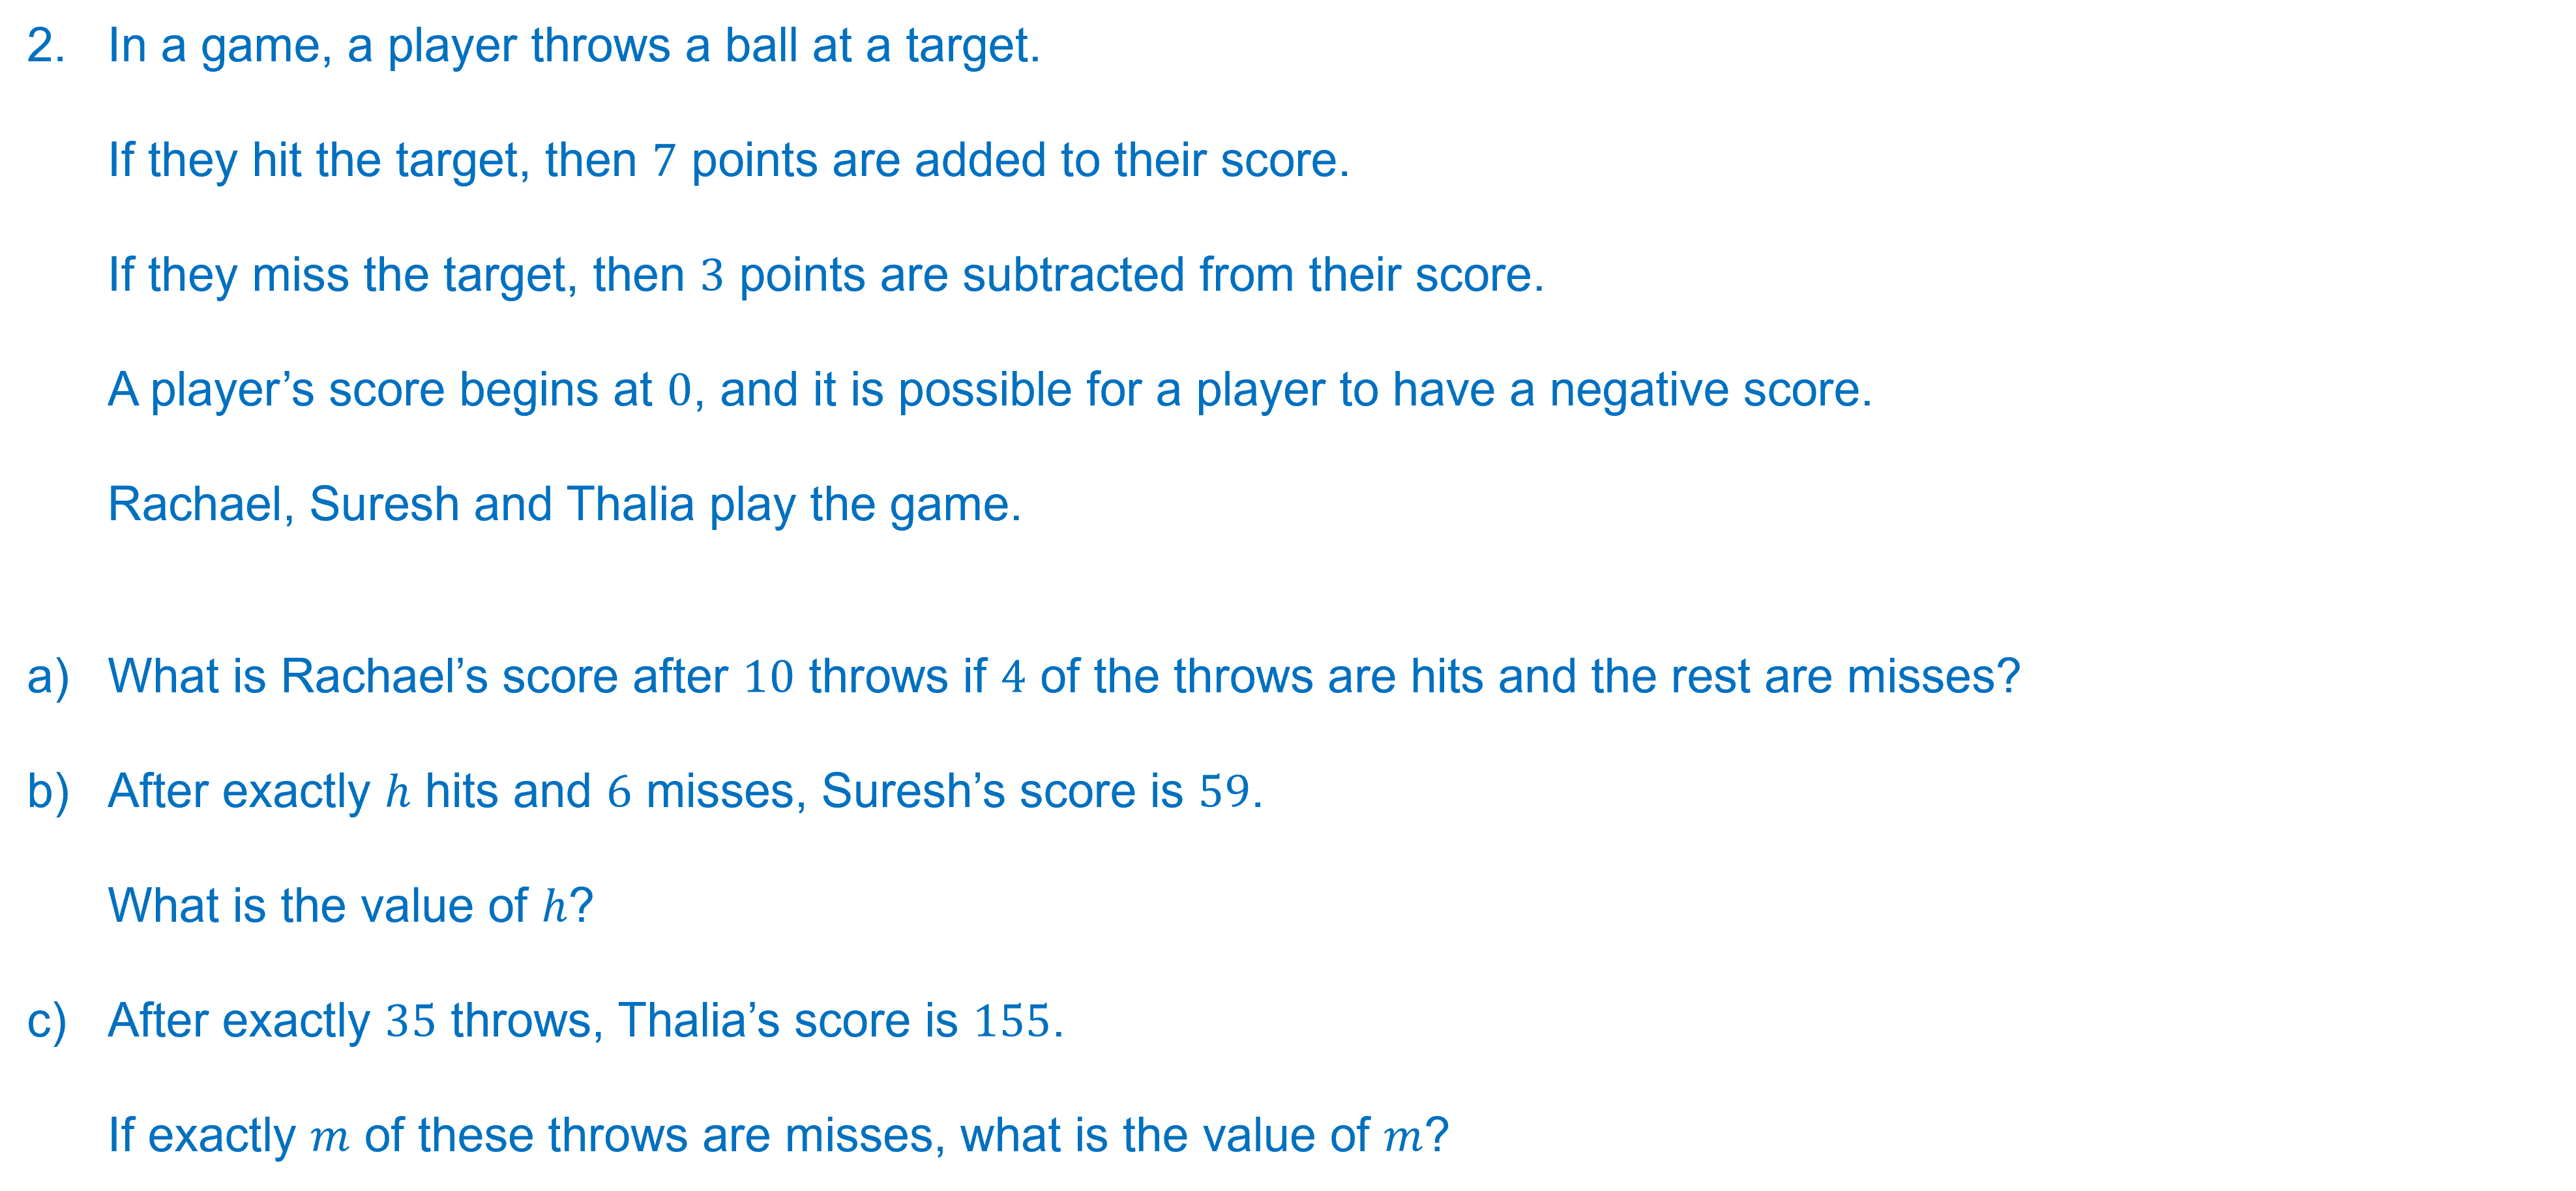 2. In a game, a player throws a ball at a target.
If they hit the target, then 7 points are added to their score.
If they miss the target, then 3 points are subtracted from their score.
A player’s score begins at 0, and it is possible for a player to have a negative score.
Rachael, Suresh and Thalia play the game.
a) What is Rachael’s score after 10 throws if 4 of the throws are hits and the rest are misses?
b) After exactly h hits and 6 misses, Suresh’s score is 59.
What is the value of h?
c) After exactly 35 throws, Thalia’s score is 155.
If exactly m of these throws are misses, what is the value of m?